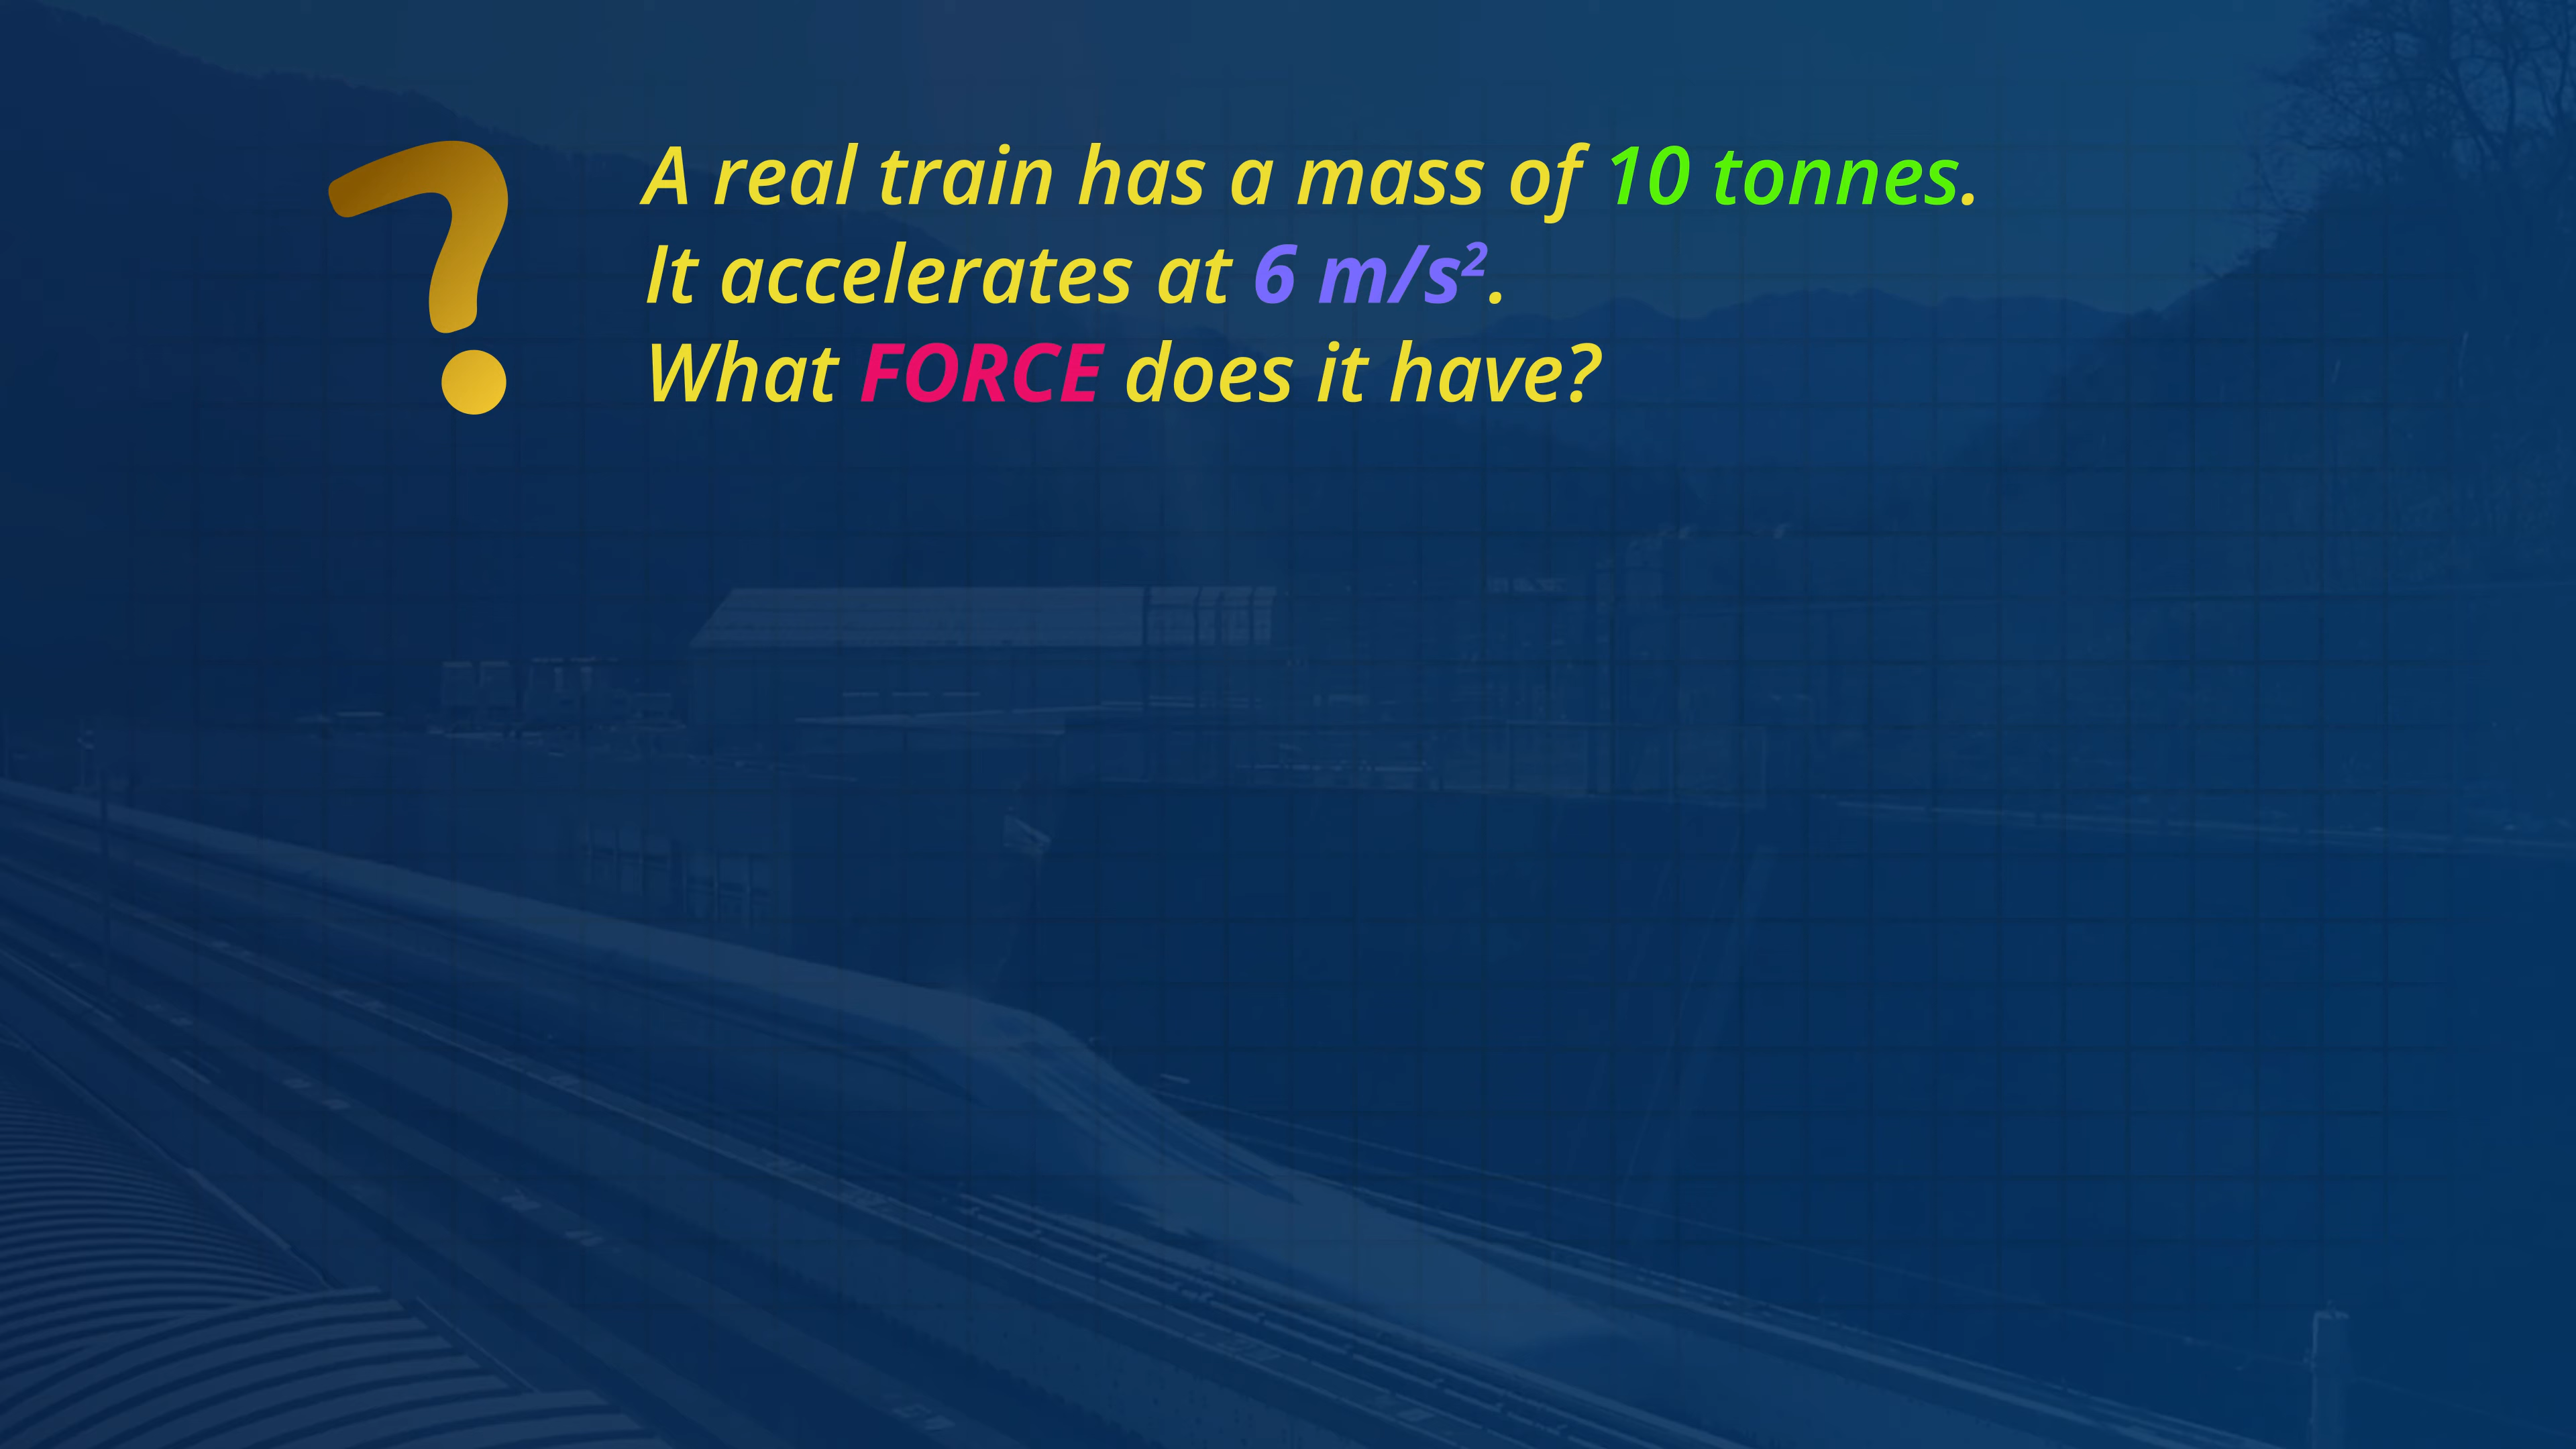 ?
A real train has a mass of 10 tonnes.
It accelerates at 6 m/s².
What FORCE does it have?